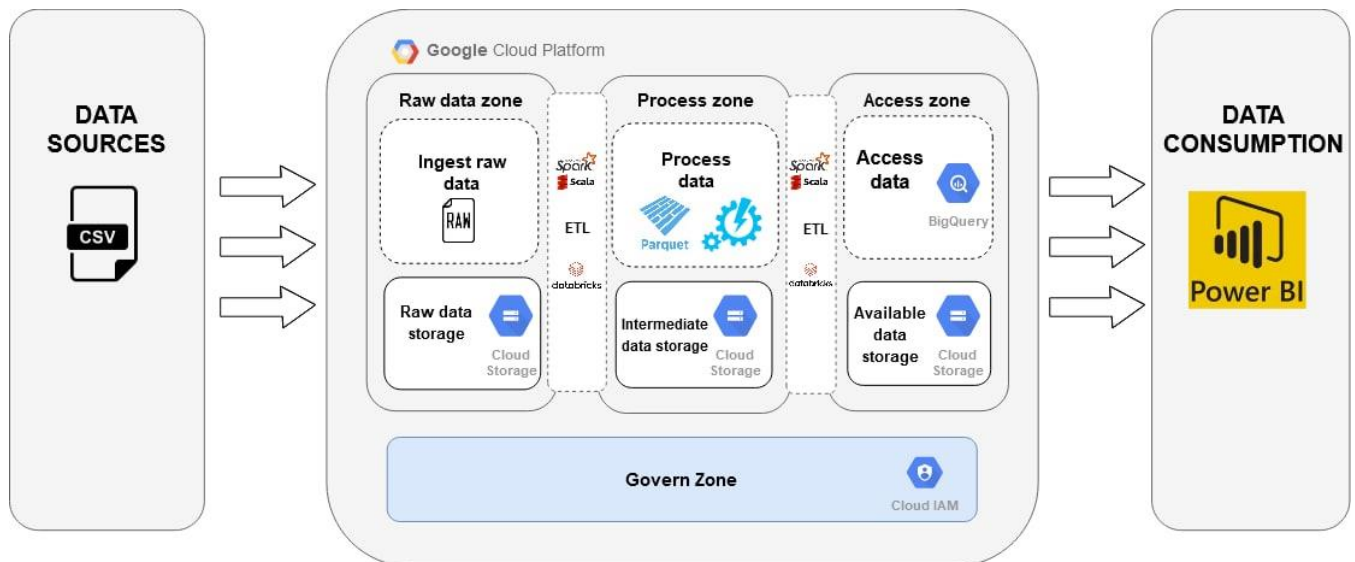 DATA
SOURCES
CSV
Google Cloud Platform
Raw data zone
Ingest raw
data
RAW
Raw data
storage
Cloud
Storage
Spark
Scala
ETL
databricks
Process zone
Process
data
Parquet
Intermediate
data storage
Cloud
Storage
Spark
Scala
ETL
databricks
Access zone
Access
data
BigQuery
Available
data
storage
Cloud
Storage
Govern Zone
Cloud IAM
DATA
CONSUMPTION
Power BI